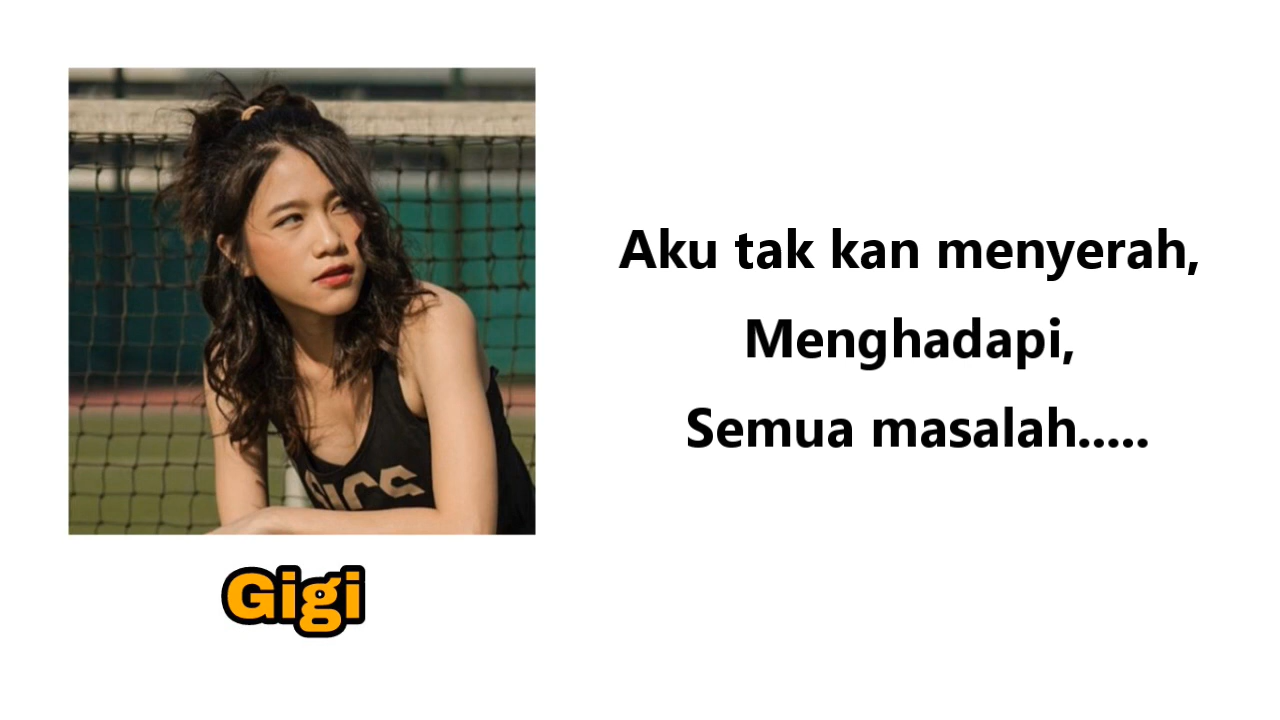 Aku tak kan menyerah,
Menghadapi,
Semua masalah.....
Gigi